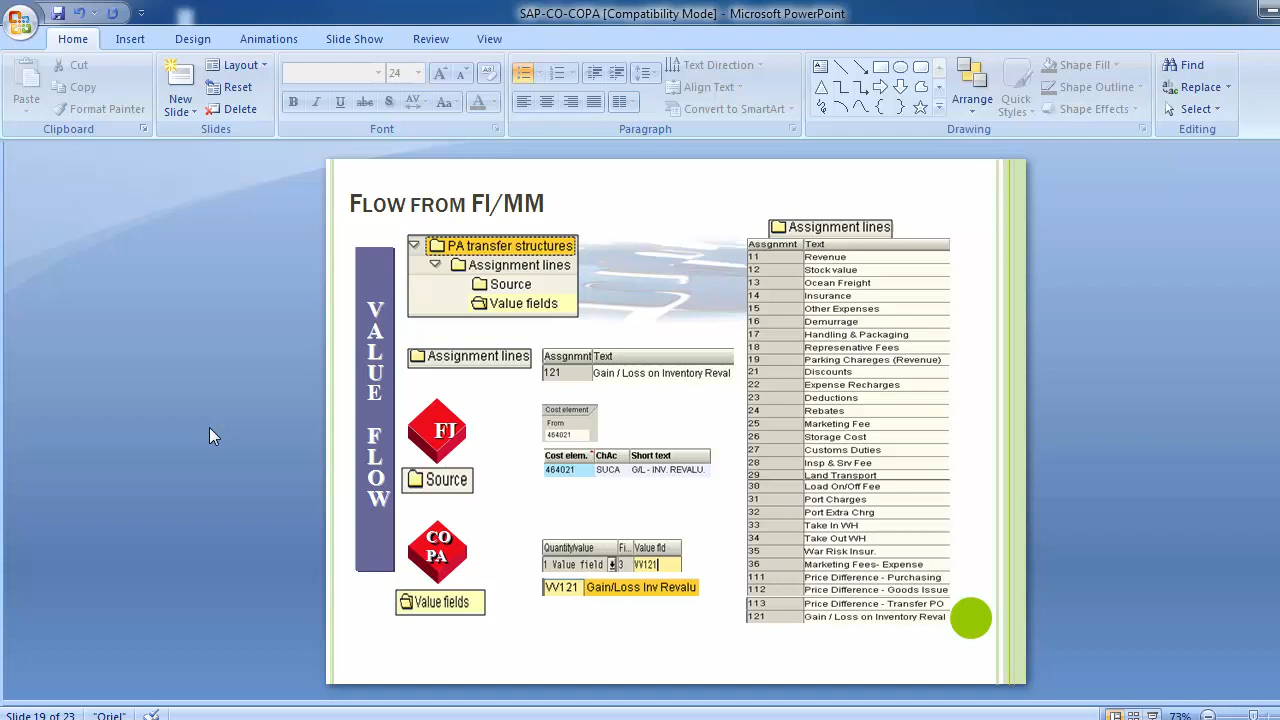 SAP-CO-COPA [Compatibility Mode] - Microsoft PowerPoint
Home Insert Design Animations Slide Show Review View
Paste
Cut
Copy
Format Painter
Clipboard
New Slide
Layout
Reset
Delete
Slides
24
B I U abc S AV Aa A
Font
Text Direction
Align Text
Convert to SmartArt
Paragraph
Arrange
Quick Styles
Shape Fill
Shape Outline
Shape Effects
Drawing
Find
Replace
Select
Editing
FLOW FROM FI/MM
VALUE FLOW
PA transfer structures
Assignment lines
Source
Value fields
Assignment lines
Assgnmnt Text
121 Gain / Loss on Inventory Reval
FI
Source
Cost element
From
464021
Cost elem. ChAc Short text
464021 SUCA G/L - INV. REVALU.
CO
PA
Value fields
Quantity/value Fi... Value fld
1 Value field 3 VV121
VV121 Gain/Loss Inv Revalu
Assignment lines
Assgnmnt Text
11 Revenue
12 Stock value
13 Ocean Freight
14 Insurance
15 Other Expenses
16 Demurrage
17 Handling & Packaging
18 Represenative Fees
19 Parking Chareges (Revenue)
21 Discounts
22 Expense Recharges
23 Deductions
24 Rebates
25 Marketing Fee
26 Storage Cost
27 Customs Duties
28 Insp & Srv Fee
29 Land Transport
30 Load On/Off Fee
31 Port Charges
32 Port Extra Chrg
33 Take In WH
34 Take Out WH
35 War Risk Insur.
36 Marketing Fees- Expense
111 Price Difference - Purchasing
112 Price Difference - Goods Issue
113 Price Difference - Transfer PO
121 Gain / Loss on Inventory Reval
Slide 19 of 23 "Oriel" 73%